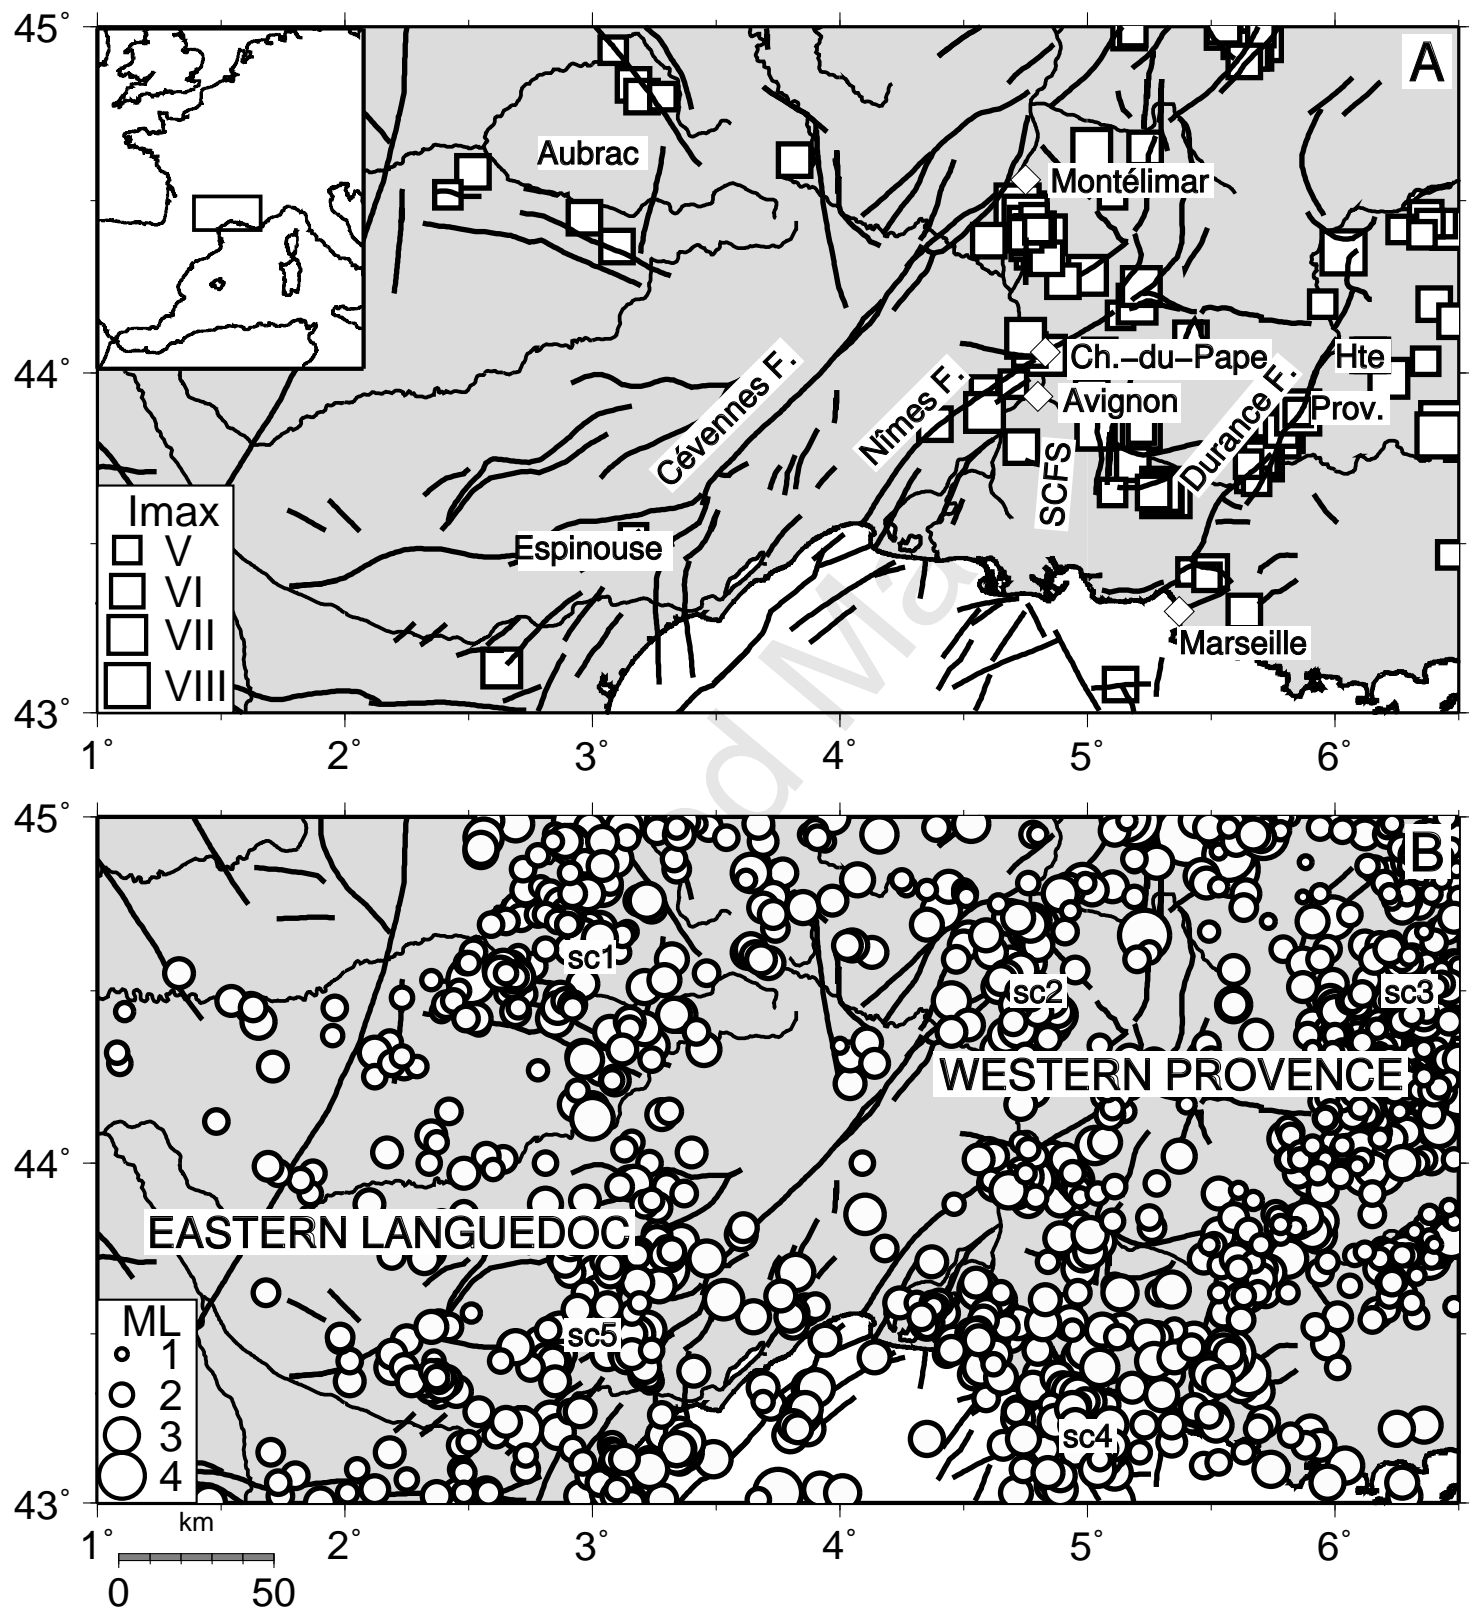 45°
A
Aubrac
Montélimar
44°
Ch.–du–Pape
Hte
Cévennes F.
Nîmes F.
Avignon
Durance F.
Prov.
SCFS
Imax
V
VI
VII
VIII
Espinouse
Marseille
43°
1°
2°
3°
4°
5°
6°
d Ma
45°
B
sc1
sc2
sc3
WESTERN PROVENCE
44°
EASTERN LANGUEDOC
ML
1
2
3
4
sc5
sc4
43°
1°
2°
3°
4°
5°
6°
km
0
50